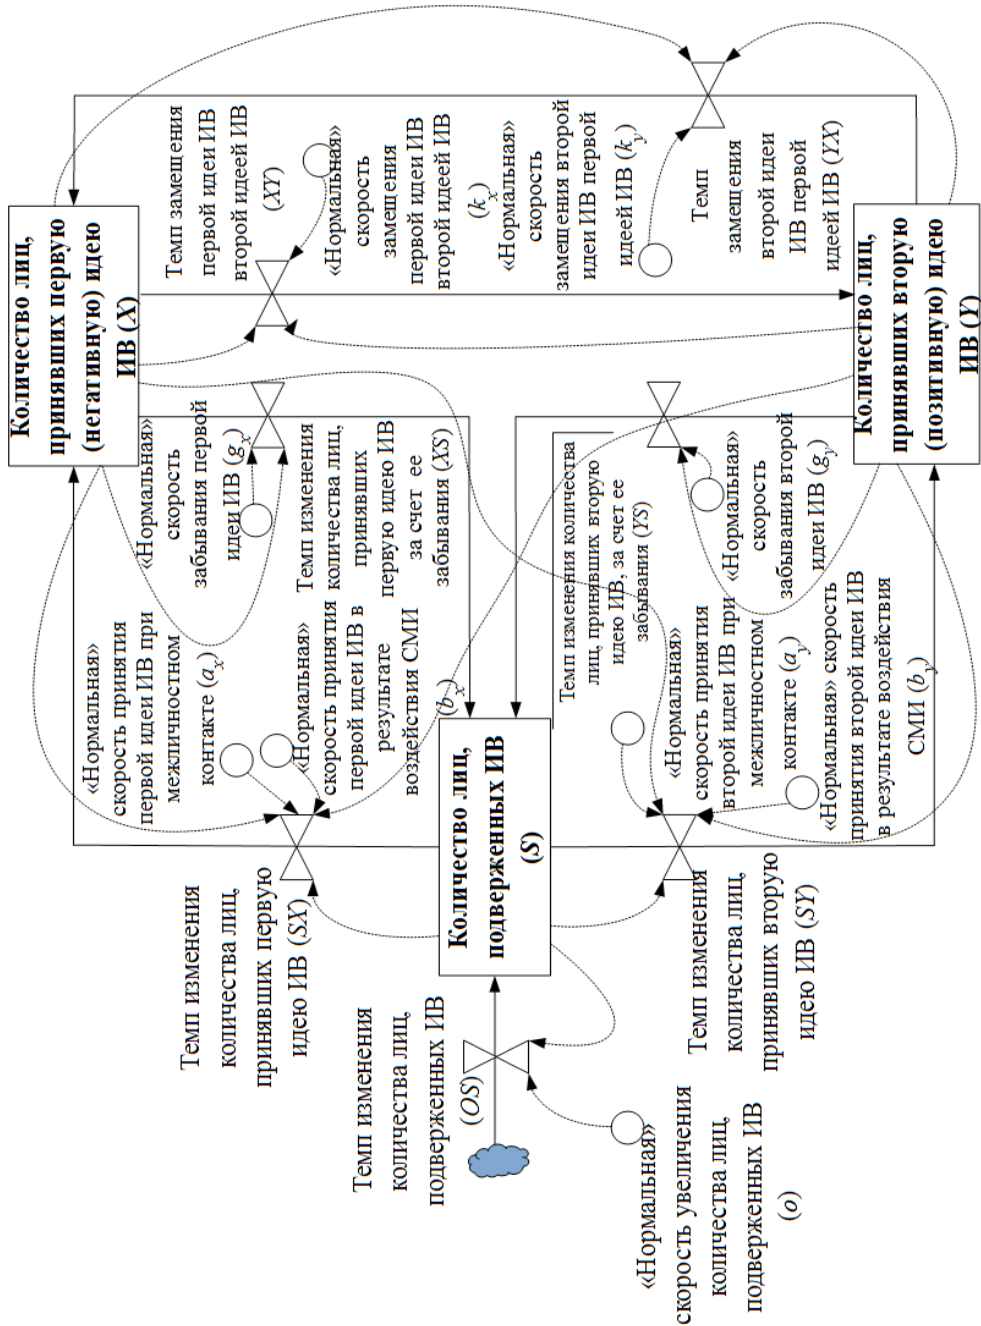 Количество лиц,
принявших первую
(негативную) идею
ИВ (X)
Темп замещения
первой идеи ИВ
второй идеей ИВ
(XY)
«Нормальная»
скорость
замещения
первой идеи ИВ
второй идеей ИВ
(kx)
«Нормальная»
скорость
замещения второй
идеи ИВ первой
идеей ИВ (ky)
Темп
замещения
второй идеи
ИВ первой
идеей ИВ (YX)
Количество лиц,
принявших вторую
(позитивную) идею
ИВ (Y)
«Нормальная»
скорость
забывания первой
идеи ИВ (gx)
Темп изменения
количества лиц,
принявших
первую идею ИВ
за счет ее
забывания (XS)
Темп изменения количества
лиц, принявших вторую
идею ИВ, за счет ее
забывания (YS)
«Нормальная»
скорость
забывания второй
идеи ИВ (gy)
«Нормальная»
скорость принятия
первой идеи ИВ при
межличностном
контакте (ax)
«Нормальная»
скорость принятия
первой идеи ИВ в
результате
воздействия СМИ
(bx)
«Нормальная»
скорость принятия
второй идеи ИВ при
межличностном
контакте (ay)
«Нормальная» скорость
принятия второй идеи ИВ
в результате воздействия
СМИ (by)
Количество лиц,
подверженных ИВ
(S)
Темп изменения
количества лиц,
принявших первую
идею ИВ (SX)
Темп изменения
количества лиц,
подверженных ИВ
(OS)
Темп изменения
количества лиц,
принявших вторую
идею ИВ (SY)
«Нормальная»
скорость увеличения
количества лиц,
подверженных ИВ
(o)